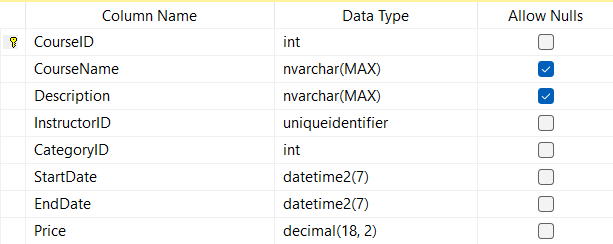 Column Name Data Type Allow Nulls
CourseID int
CourseName nvarchar(MAX)
Description nvarchar(MAX)
InstructorID uniqueidentifier
CategoryID int
StartDate datetime2(7)
EndDate datetime2(7)
Price decimal(18, 2)